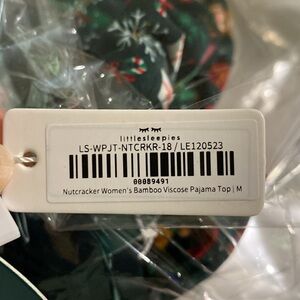 littlesleepies
LS-WPJT-NTCRKR-18 / LE120523
00089491
Nutcracker Women's Bamboo Viscose Pajama Top | M